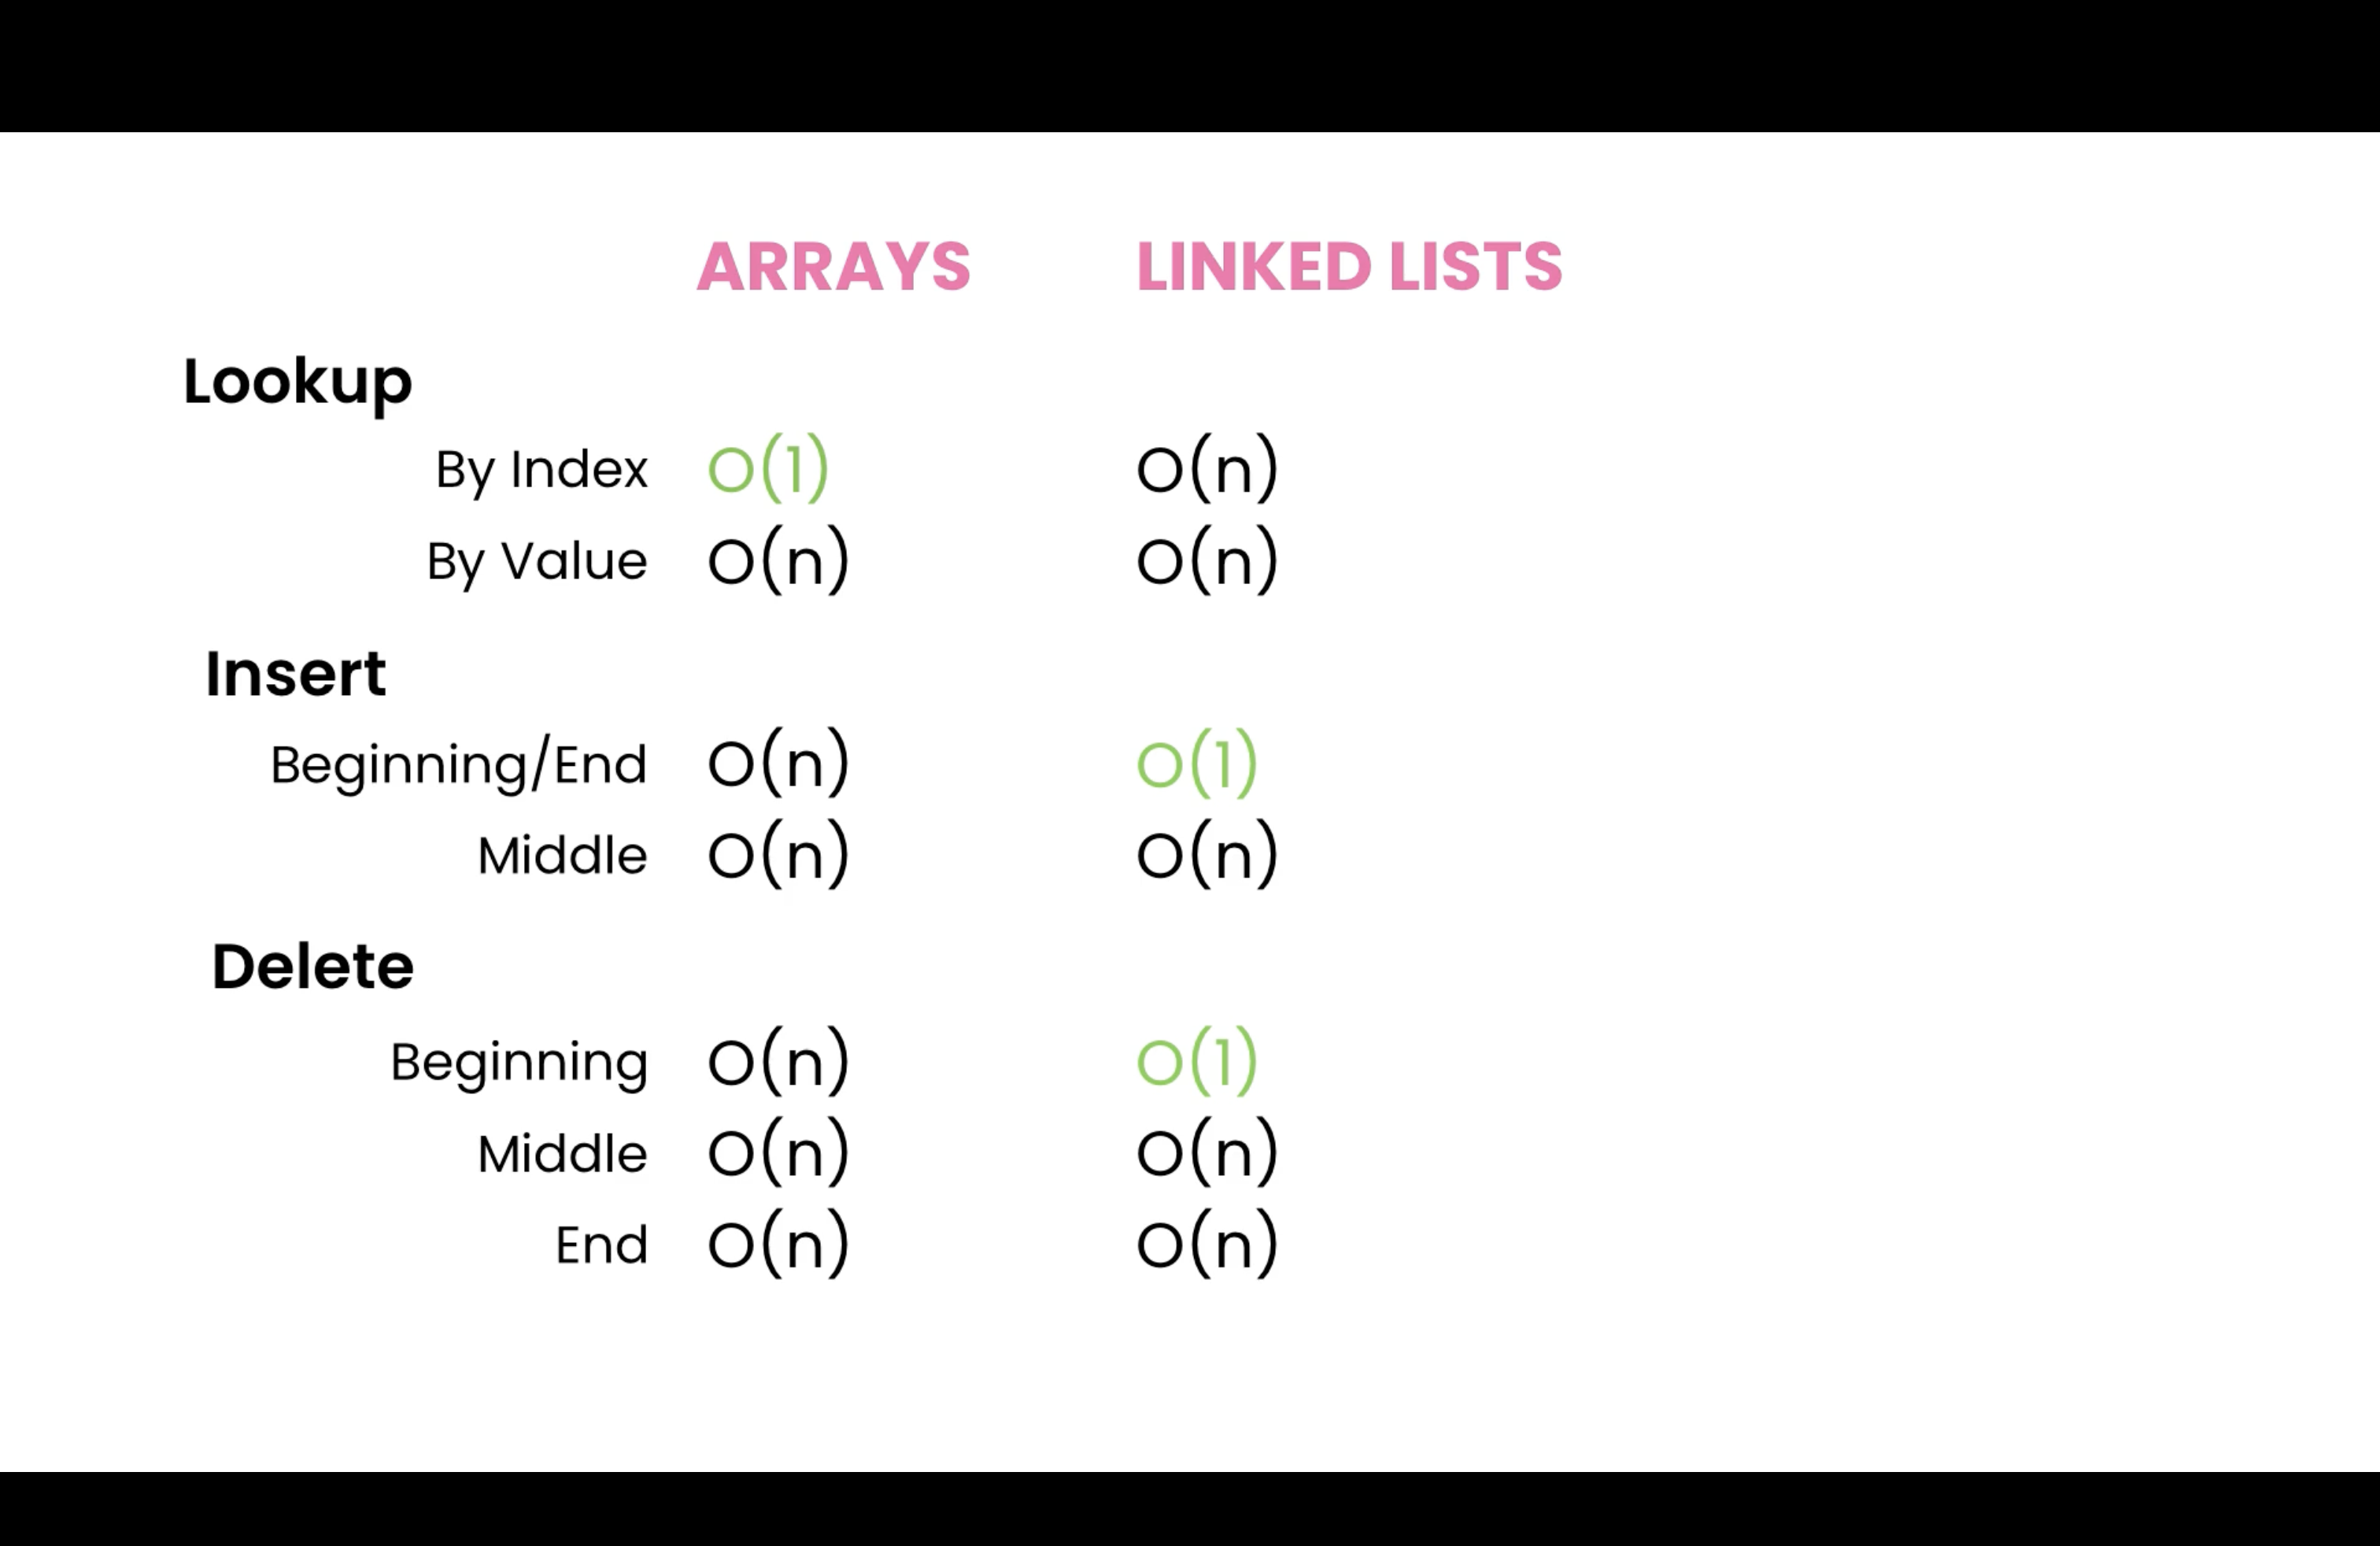 ARRAYS LINKED LISTS
Lookup
By Index O(1) O(n)
By Value O(n) O(n)
Insert
Beginning/End O(n) O(1)
Middle O(n) O(n)
Delete
Beginning O(n) O(1)
Middle O(n) O(n)
End O(n) O(n)